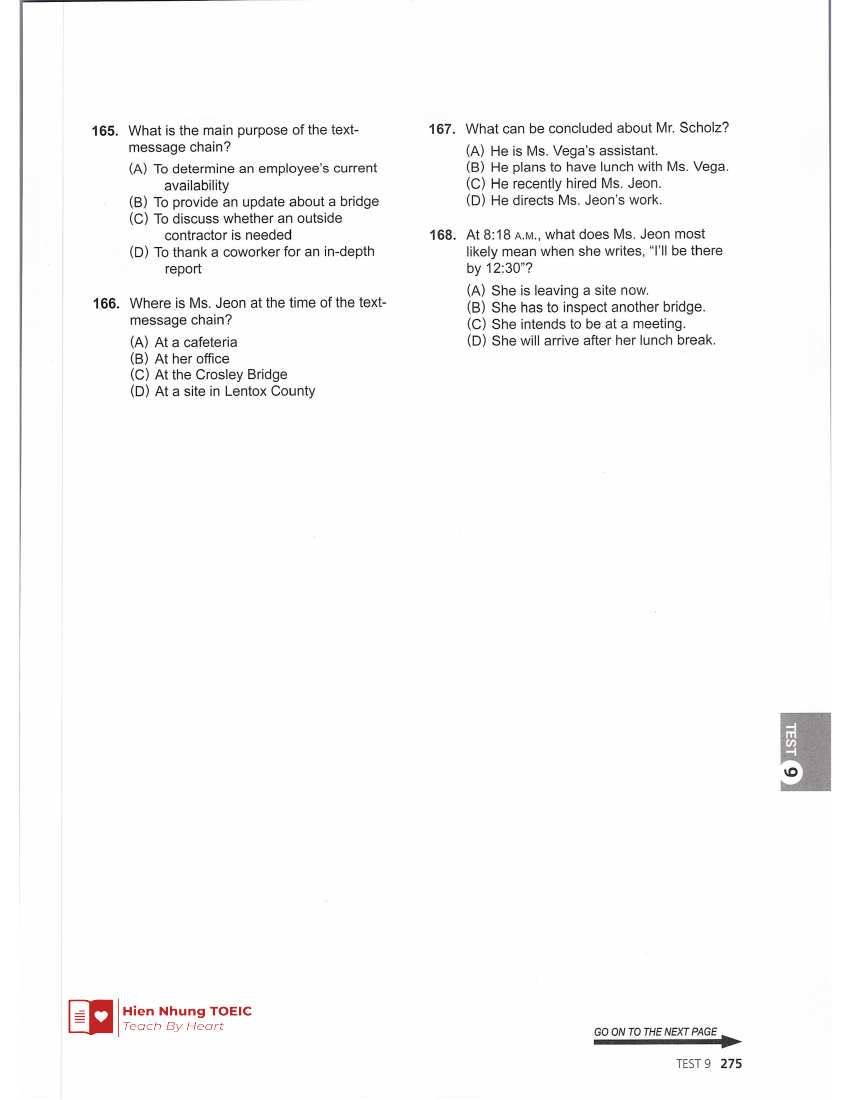 165. What is the main purpose of the text-
message chain?
(A) To determine an employee's current
availability
(B) To provide an update about a bridge
(C) To discuss whether an outside
contractor is needed
(D) To thank a coworker for an in-depth
report
166. Where is Ms. Jeon at the time of the text-
message chain?
(A) At a cafeteria
(B) At her office
(C) At the Crosley Bridge
(D) At a site in Lentox County
167. What can be concluded about Mr. Scholz?
(A) He is Ms. Vega's assistant.
(B) He plans to have lunch with Ms. Vega.
(C) He recently hired Ms. Jeon.
(D) He directs Ms. Jeon's work.
168. At 8:18 A.M., what does Ms. Jeon most
likely mean when she writes, “I'll be there
by 12:30”?
(A) She is leaving a site now.
(B) She has to inspect another bridge.
(C) She intends to be at a meeting.
(D) She will arrive after her lunch break.
TEST 9
Hien Nhung TOEIC
Teach By Heart
GO ON TO THE NEXT PAGE
TEST 9 275